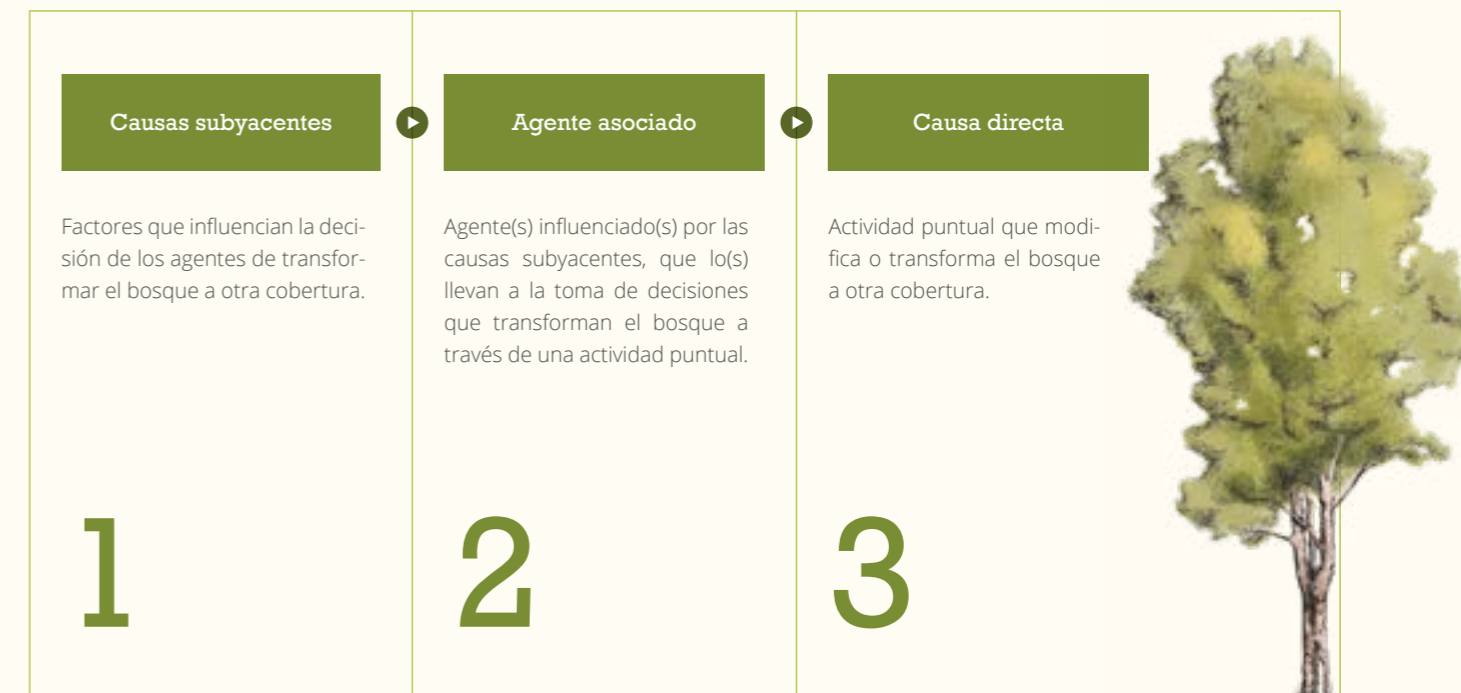 Causas subyacentes
Factores que influencian la deci-
sión de los agentes de transfor-
mar el bosque a otra cobertura.
1
Agente asociado
Agente(s) influenciado(s) por las
causas subyacentes, que lo(s)
llevan a la toma de decisiones
que transforman el bosque a
través de una actividad puntual.
2
Causa directa
Actividad puntual que modi-
fica o transforma el bosque
a otra cobertura.
3